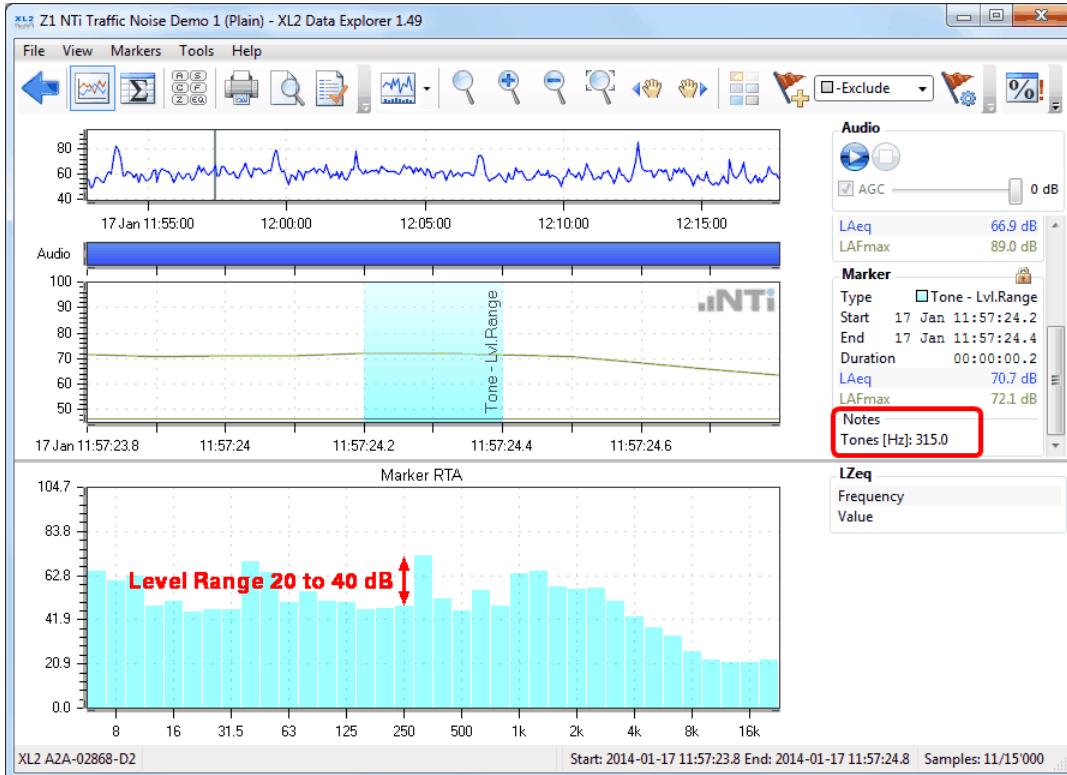 XL2 Z1 NTi Traffic Noise Demo 1 (Plain) - XL2 Data Explorer 1.49
File View Markers Tools Help
A S
C F
Z EQ
-Exclude
%!
80
60
40
17 Jan 11:55:00 12:00:00 12:05:00 12:10:00 12:15:00
Audio
100
90
80
70
60
50
Tone - Lvl.Range
NTi
17 Jan 11:57:23.8 11:57:24 11:57:24.2 11:57:24.4 11:57:24.6
Marker RTA
104.7
83.8
62.8
41.9
20.9
0.0
Level Range 20 to 40 dB
8 16 31.5 63 125 250 500 1k 2k 4k 8k 16k
Audio
AGC 0 dB
LAeq 66.9 dB
LAFmax 89.0 dB
Marker
Type Tone - Lvl.Range
Start 17 Jan 11:57:24.2
End 17 Jan 11:57:24.4
Duration 00:00:00.2
LAeq 70.7 dB
LAFmax 72.1 dB
Notes
Tones [Hz]: 315.0
LZeq
Frequency
Value
XL2 A2A-02868-D2 Start: 2014-01-17 11:57:23.8 End: 2014-01-17 11:57:24.8 Samples: 11/15'000